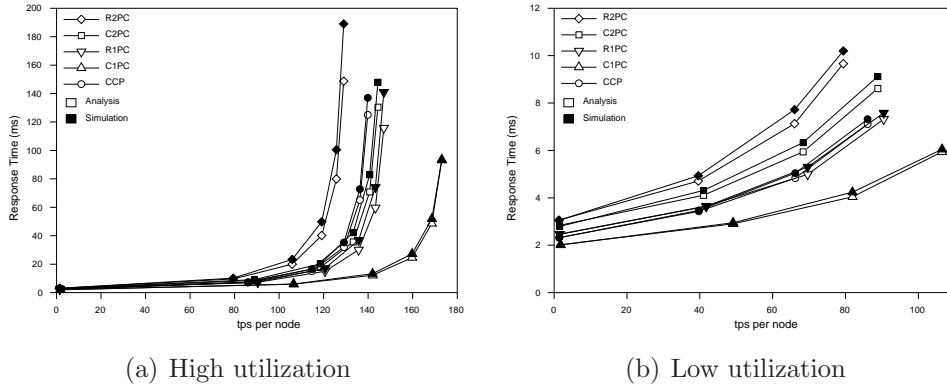 200
180
160
140
120
100
80
60
40
20
0
Response Time (ms)
R2PC
C2PC
R1PC
C1PC
CCP
Analysis
Simulation
0 20 40 60 80 100 120 140 160 180
tps per node
(a) High utilization
12
10
8
6
4
2
0
Response Time (ms)
R2PC
C2PC
R1PC
C1PC
CCP
Analysis
Simulation
0 20 40 60 80 100
tps per node
(b) Low utilization